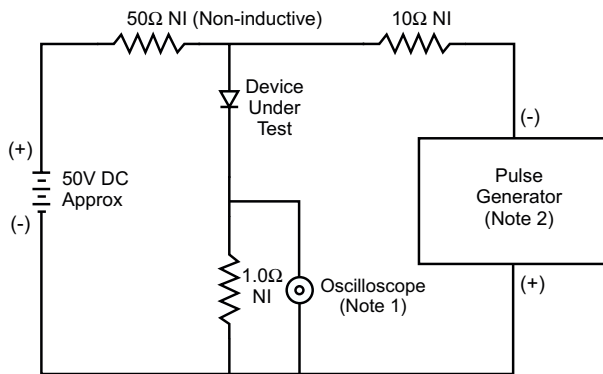 50Ω NI (Non-inductive)
10Ω NI
Device
Under
Test
(+)
50V DC
Approx
(-)
1.0Ω
NI
Oscilloscope
(Note 1)
(-)
Pulse
Generator
(Note 2)
(+)